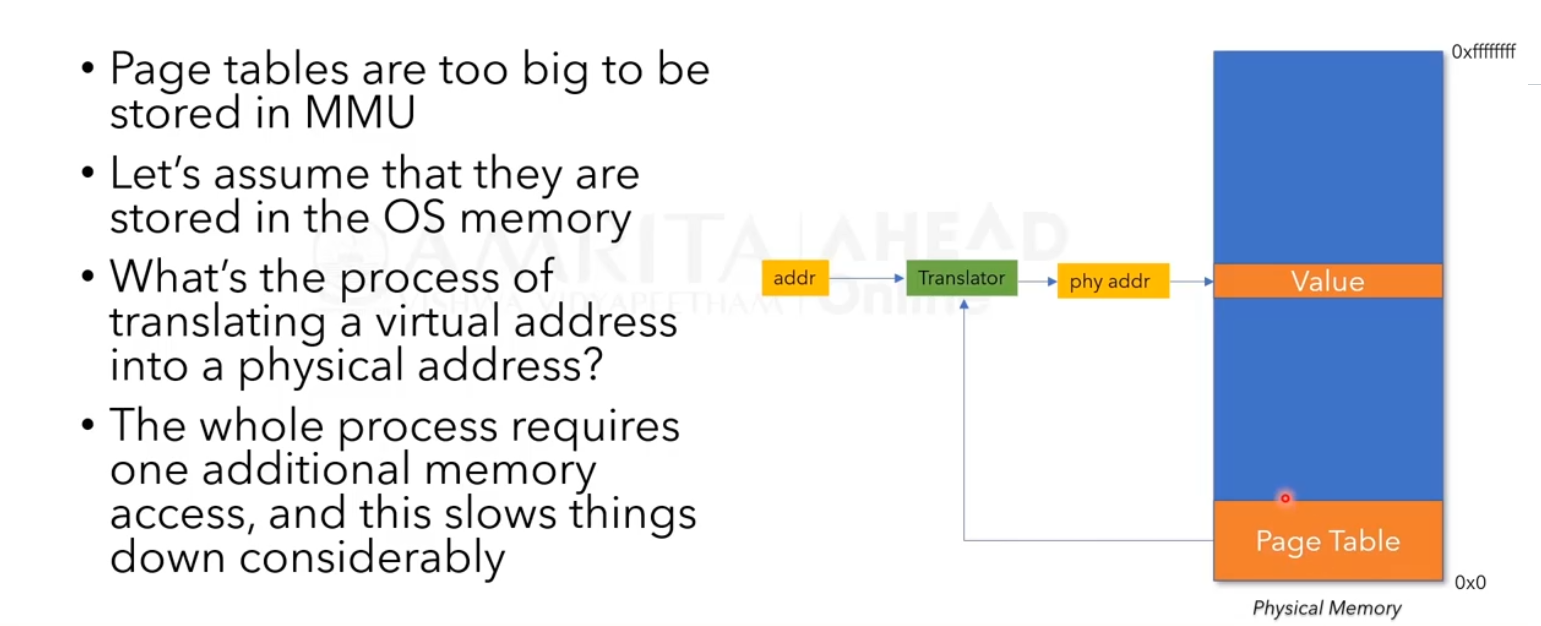 • Page tables are too big to be
stored in MMU
• Let's assume that they are
stored in the OS memory
• What's the process of
translating a virtual address
into a physical address?
• The whole process requires
one additional memory
access, and this slows things
down considerably
AMRITA | AHEAD
VISHWA VIDYAPEETHAM | Online
addr
Translator
phy addr
0xffffffff
Value
Page Table
0x0
Physical Memory